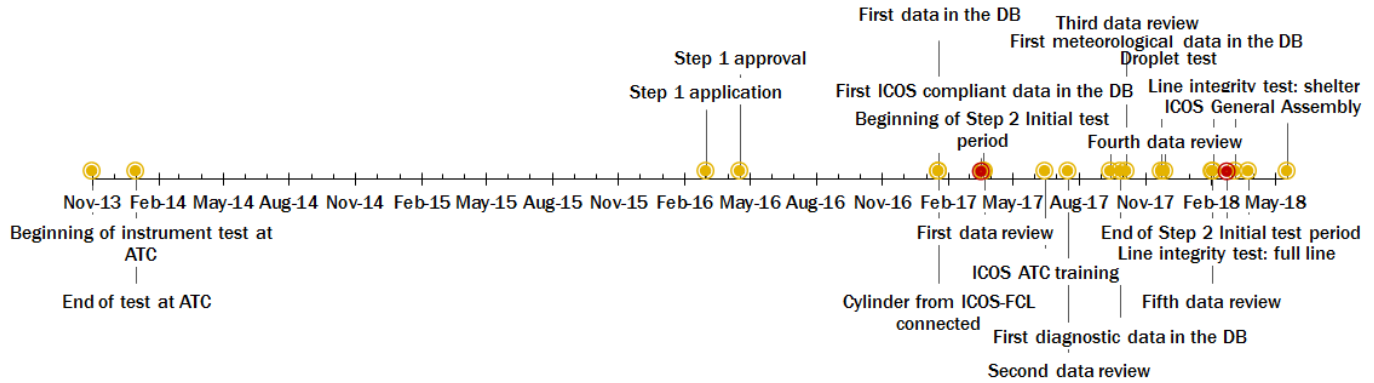 First data in the DB
Third data review
First meteorological data in the DB
Step 1 approval
Droplet test
Step 1 application
First ICOS compliant data in the DB
Line integrity test: shelter
ICOS General Assembly
Beginning of Step 2 Initial test
period
Fourth data review
Nov-13 Feb-14 May-14 Aug-14 Nov-14 Feb-15 May-15 Aug-15 Nov-15 Feb-16 May-16 Aug-16 Nov-16 Feb-17 May-17 Aug-17 Nov-17 Feb-18 May-18
Beginning of instrument test at
ATC
First data review
End of Step 2 Initial test period
Line integrity test: full line
ICOS ATC training
End of test at ATC
Cylinder from ICOS-FCL
connected
Fifth data review
First diagnostic data in the DB
Second data review